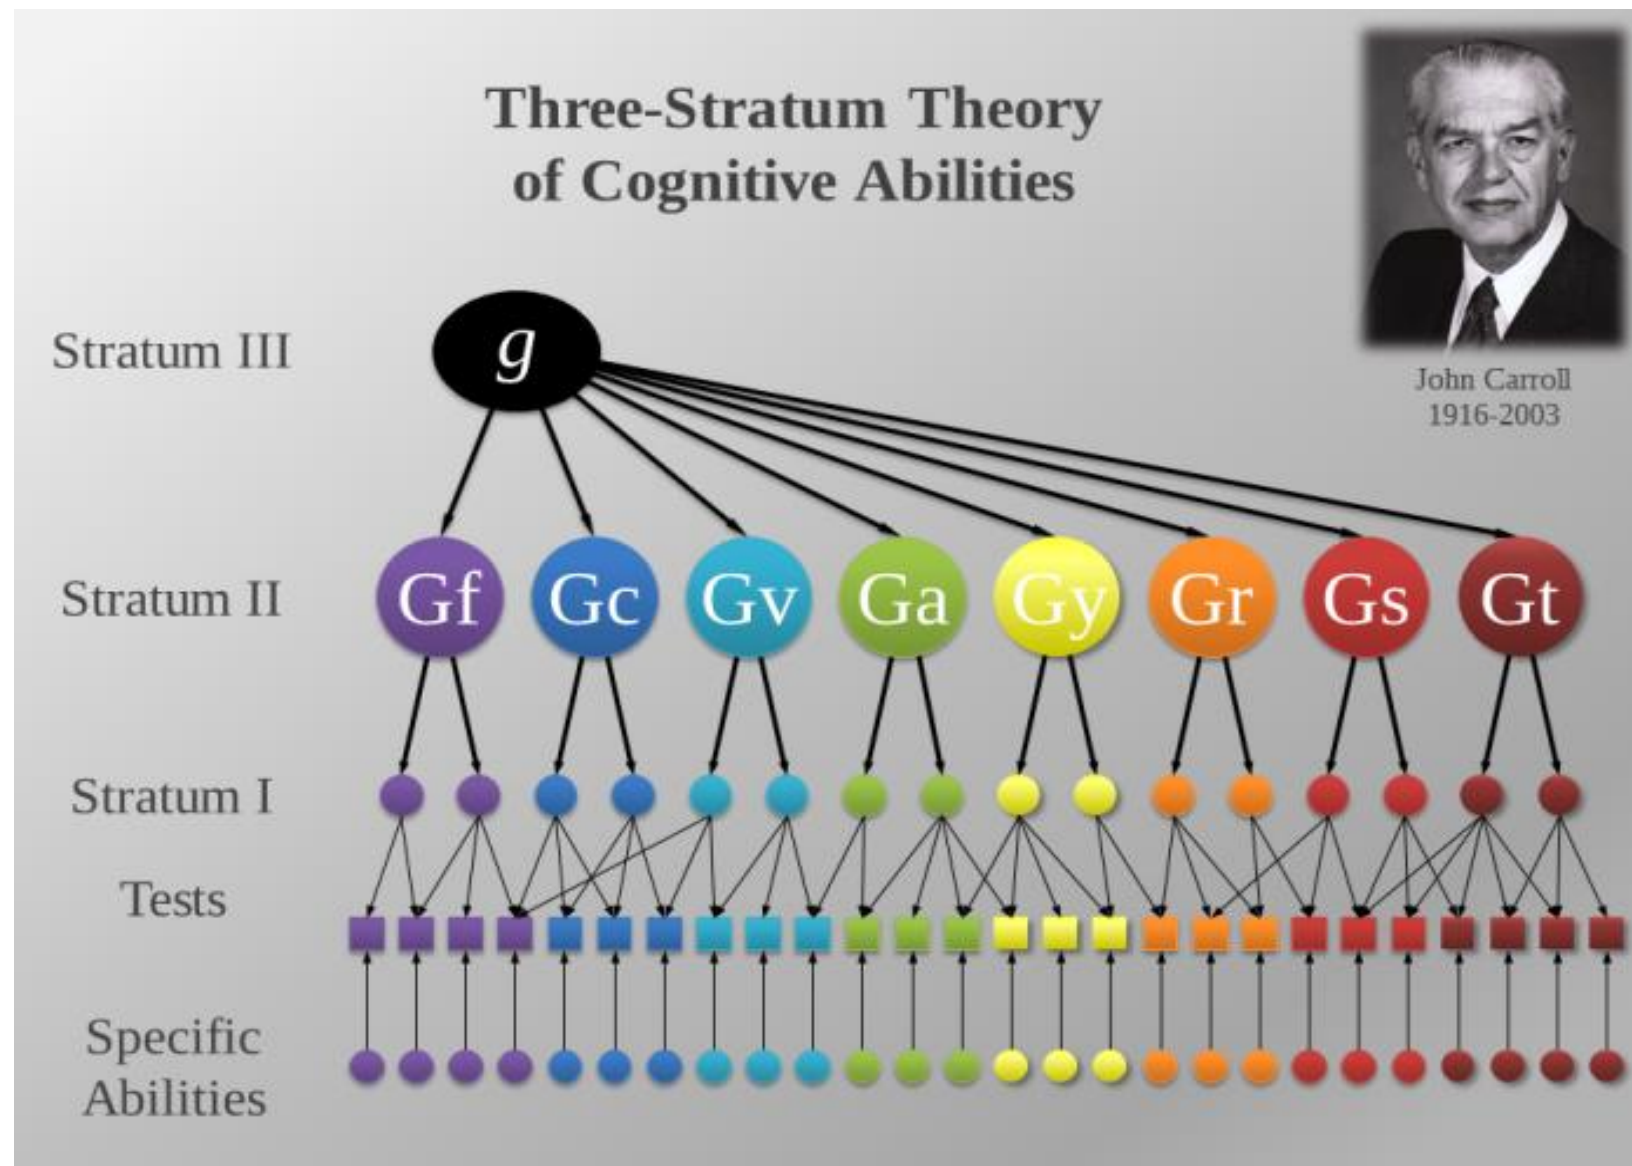 Three-Stratum Theory
of Cognitive Abilities
John Carroll
1916-2003
Stratum III
g
Stratum II
Gf Gc Gv Ga Gy Gr Gs Gt
Stratum I
Tests
Specific
Abilities